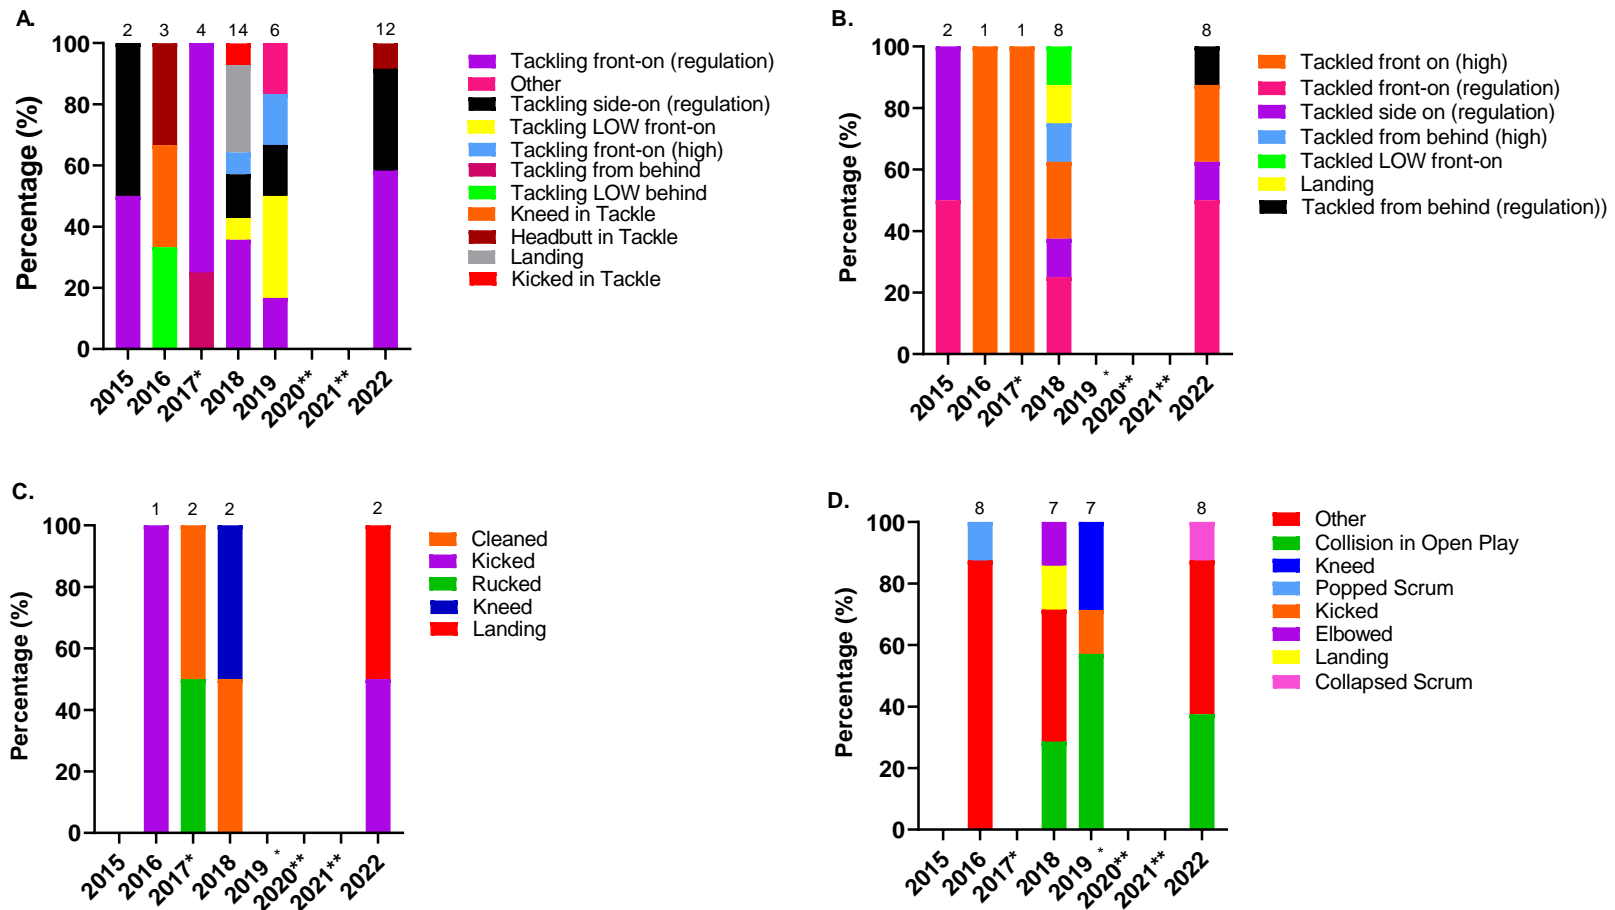 A.
2 3 4 14 6 12
100
80
60
40
20
0
Percentage (%)
2015 2016 2017* 2018 2019 2020** 2021** 2022
Tackling front-on (regulation)
Other
Tackling side-on (regulation)
Tackling LOW front-on
Tackling front-on (high)
Tackling from behind
Tackling LOW behind
Kneed in Tackle
Headbutt in Tackle
Landing
Kicked in Tackle
B.
2 1 1 8 8
100
80
60
40
20
0
Percentage (%)
2015 2016 2017* 2018 2019 * 2020** 2021** 2022
Tackled front on (high)
Tackled front-on (regulation)
Tackled side on (regulation)
Tackled from behind (high)
Tackled LOW front-on
Landing
Tackled from behind (regulation))
C.
1 2 2 2
100
80
60
40
20
0
Percentage (%)
2015 2016 2017* 2018 2019 * 2020** 2021** 2022
Cleaned
Kicked
Rucked
Kneed
Landing
D.
8 7 7 8
100
80
60
40
20
0
Percentage (%)
2015 2016 2017* 2018 2019 * 2020** 2021** 2022
Other
Collision in Open Play
Kneed
Popped Scrum
Kicked
Elbowed
Landing
Collapsed Scrum